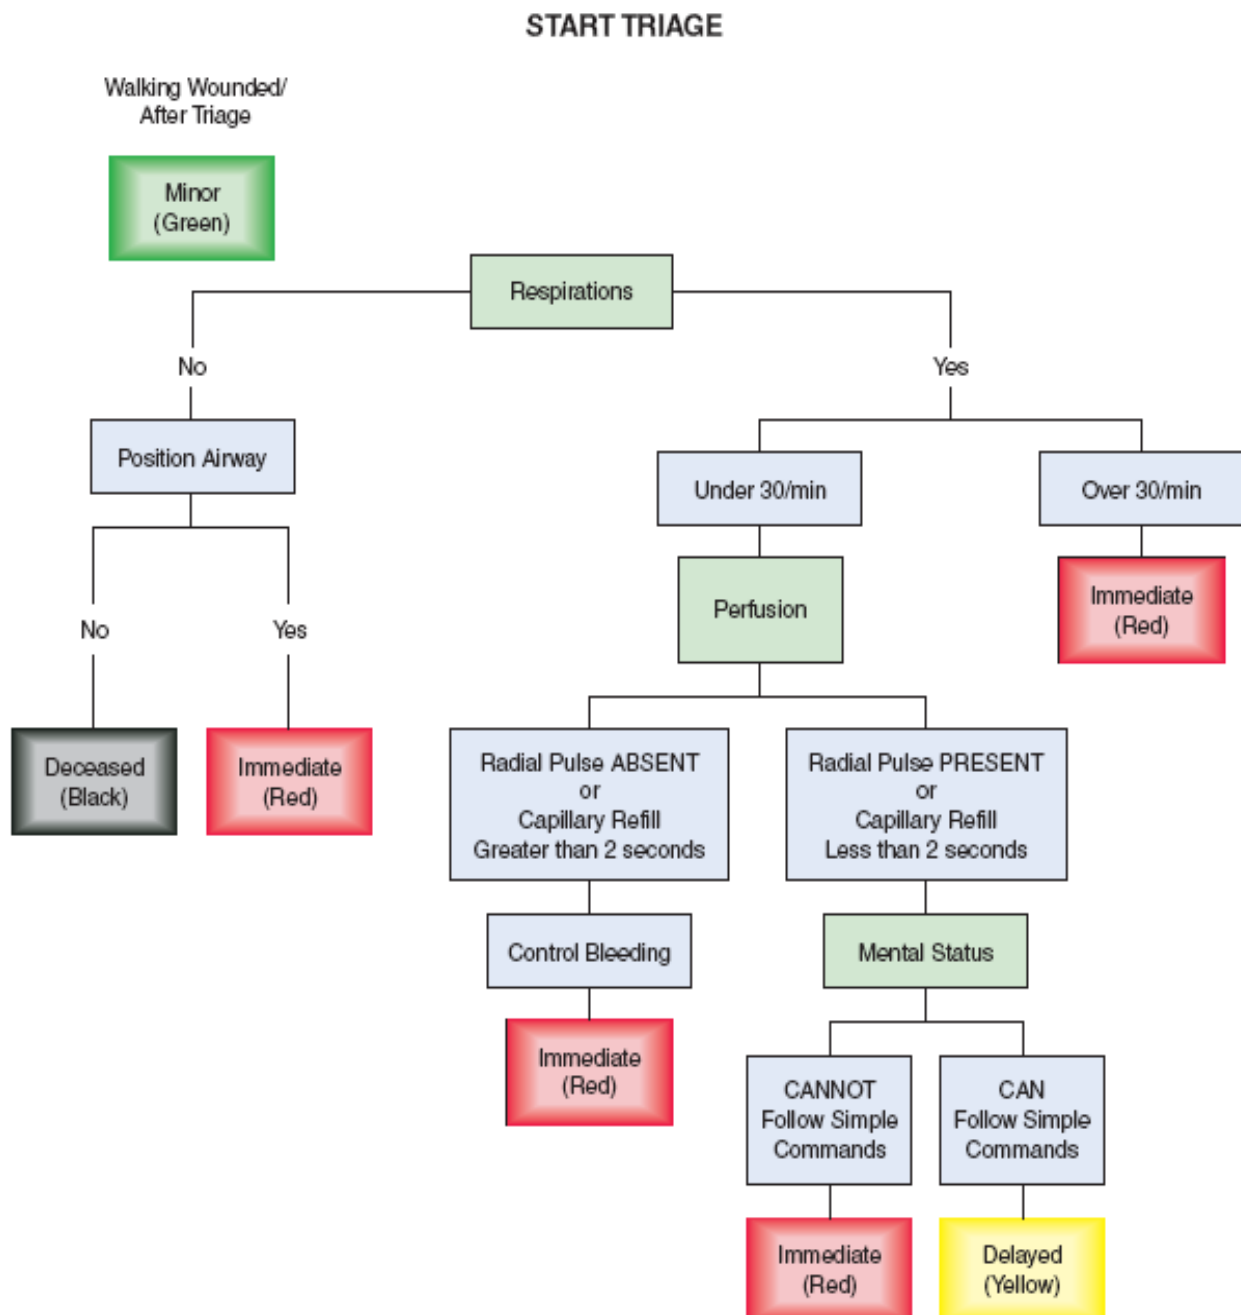 START TRIAGE
Walking Wounded/
After Triage
Minor
(Green)
Respirations
No
Yes
Position Airway
Under 30/min
Over 30/min
Perfusion
Immediate
(Red)
No
Yes
Deceased
(Black)
Immediate
(Red)
Radial Pulse ABSENT
or
Capillary Refill
Greater than 2 seconds
Radial Pulse PRESENT
or
Capillary Refill
Less than 2 seconds
Control Bleeding
Mental Status
Immediate
(Red)
CANNOT
Follow Simple
Commands
CAN
Follow Simple
Commands
Immediate
(Red)
Delayed
(Yellow)